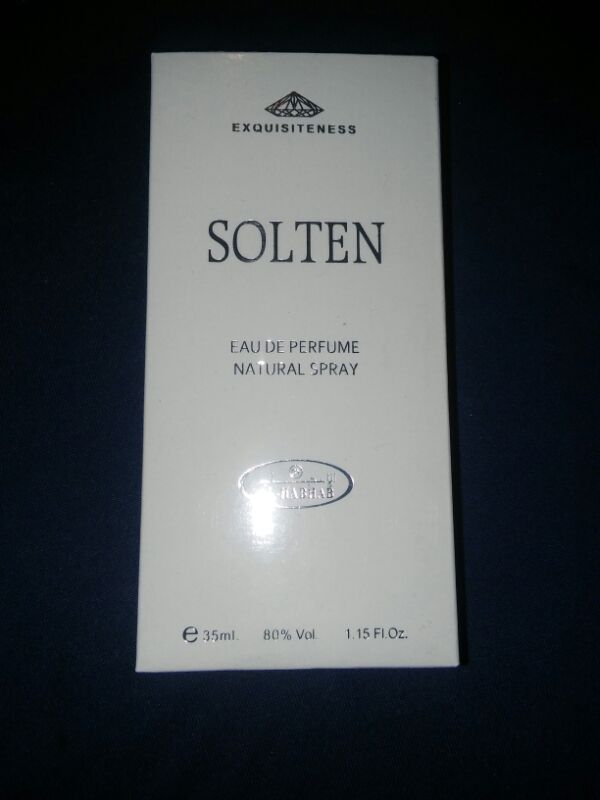 EXQUISITENESS
SOLTEN
EAU DE PERFUME
NATURAL SPRAY
℮ 35ml. 80% Vol. 1.15 Fl.Oz.